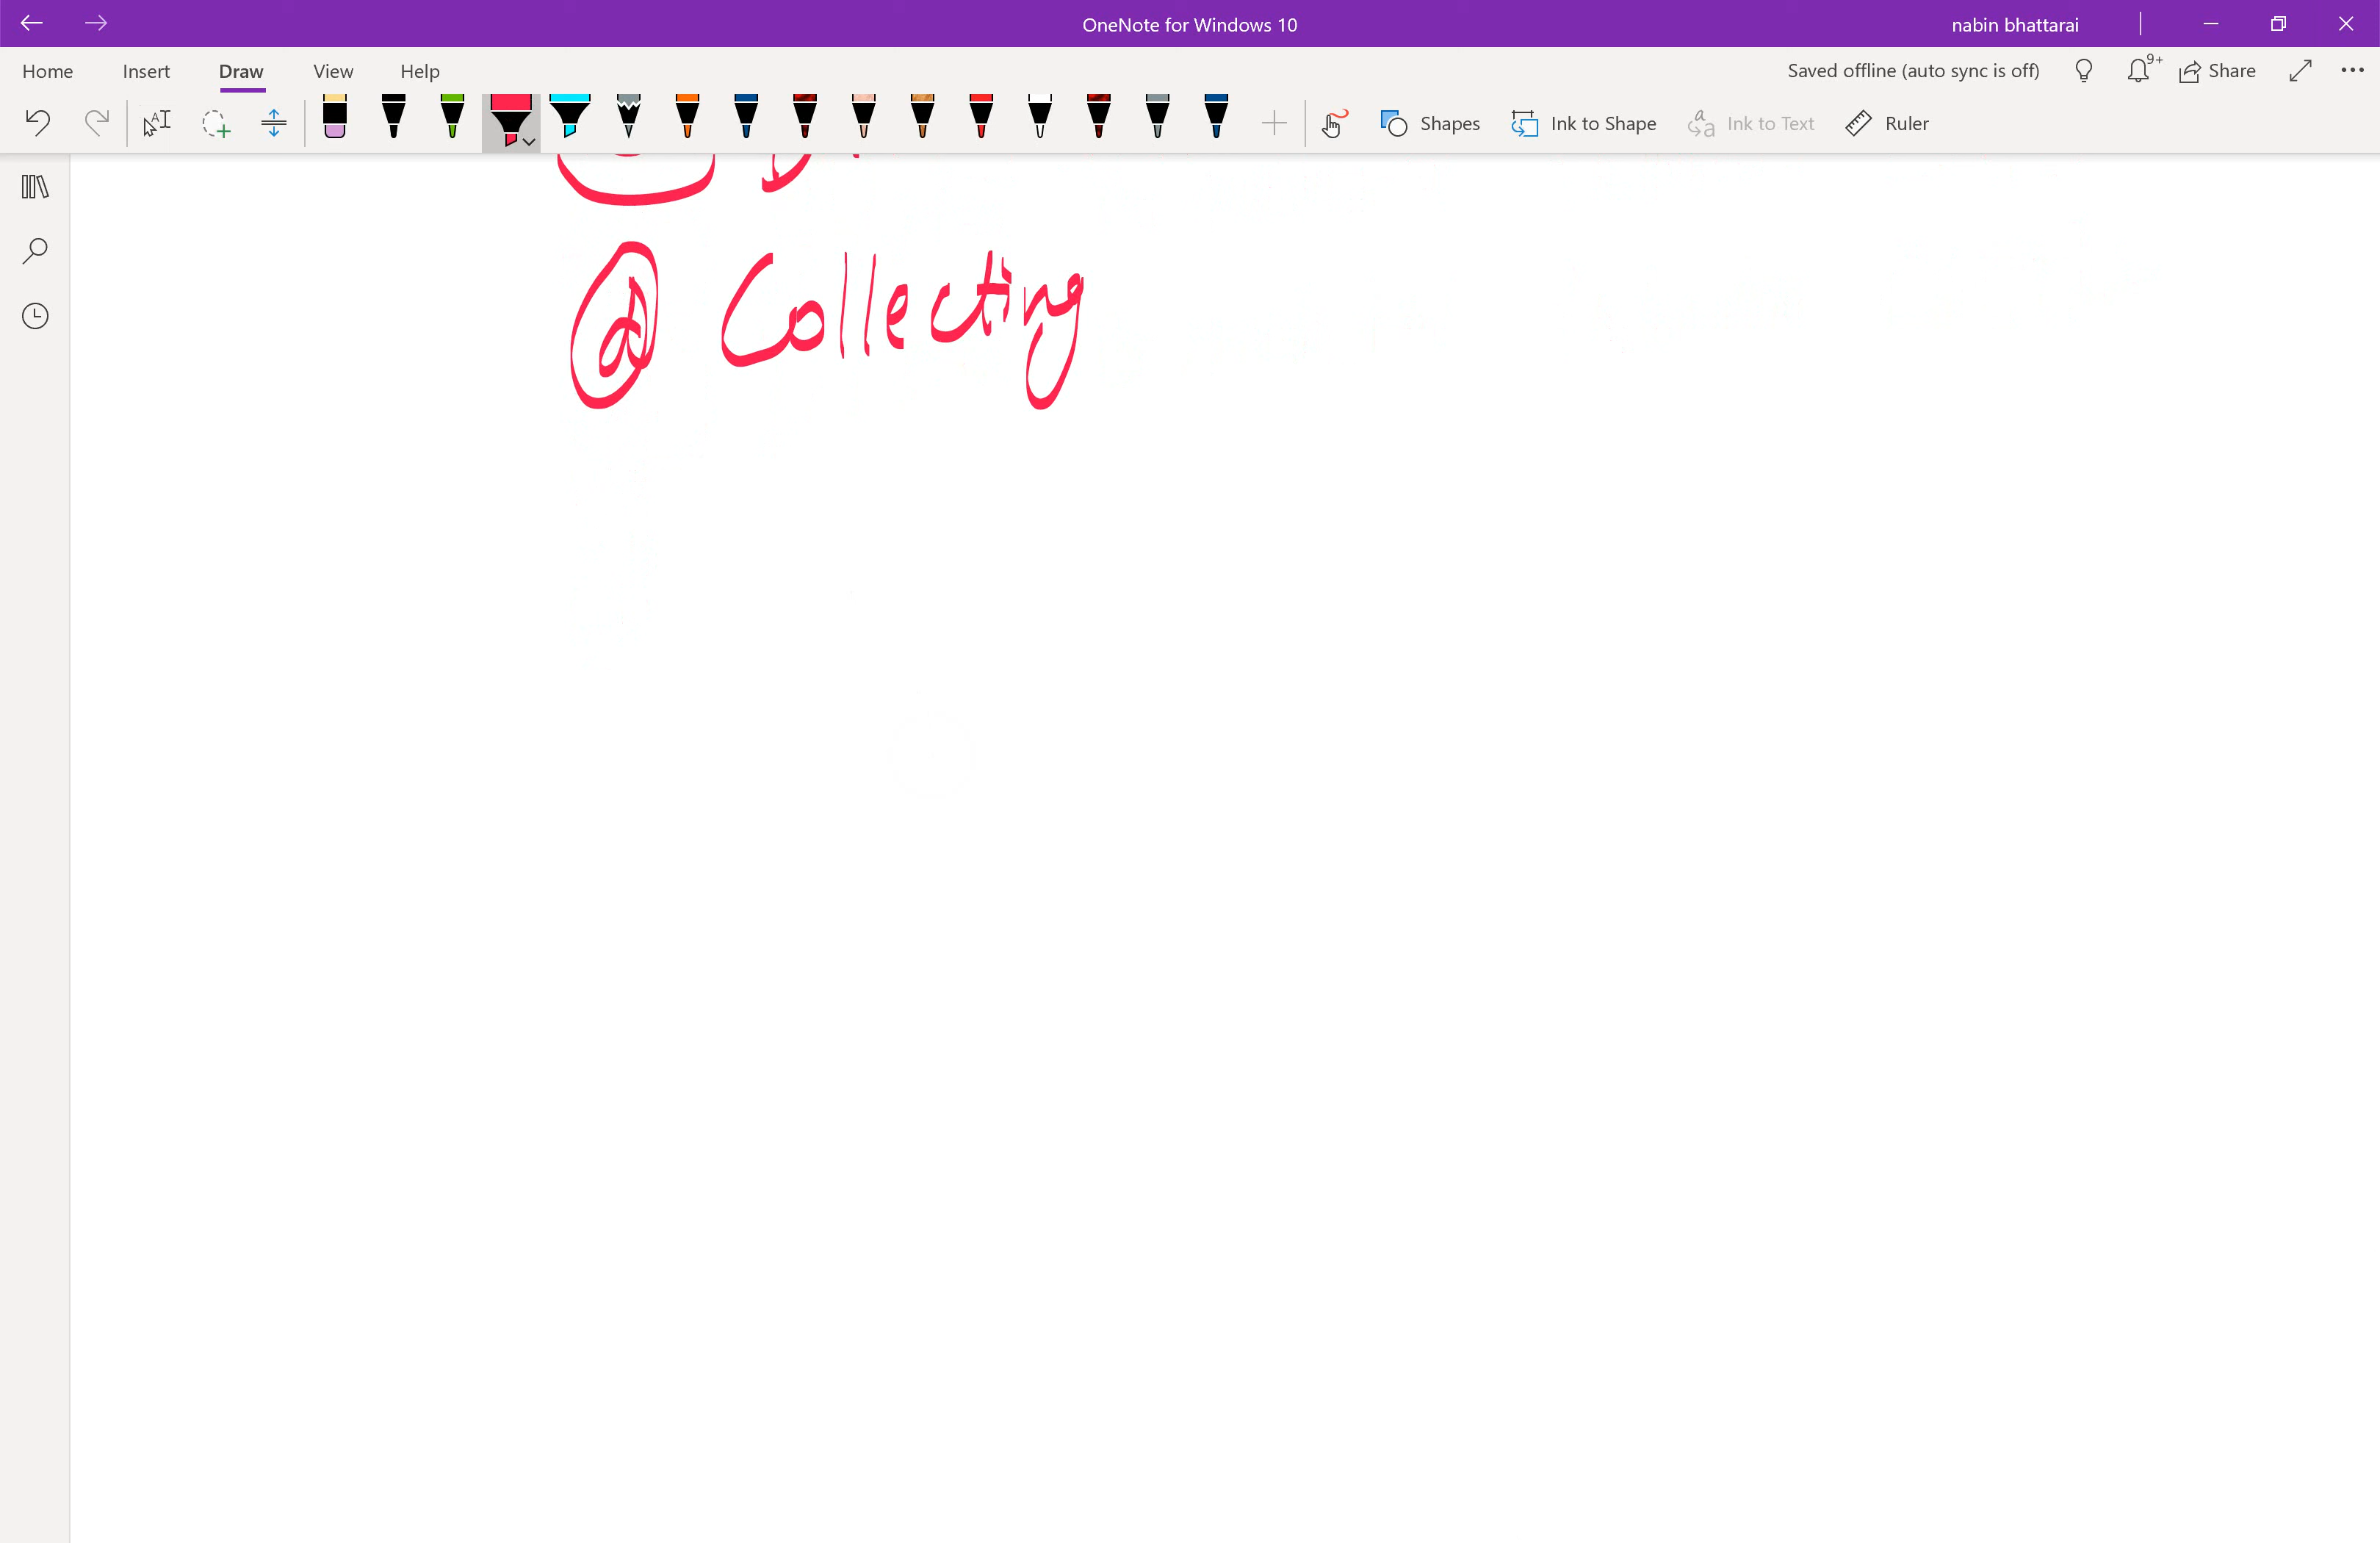 OneNote for Windows 10
nabin bhattarai
Home Insert Draw View Help
Saved offline (auto sync is off) 9+ Share
Shapes Ink to Shape Ink to Text Ruler
d Collecting